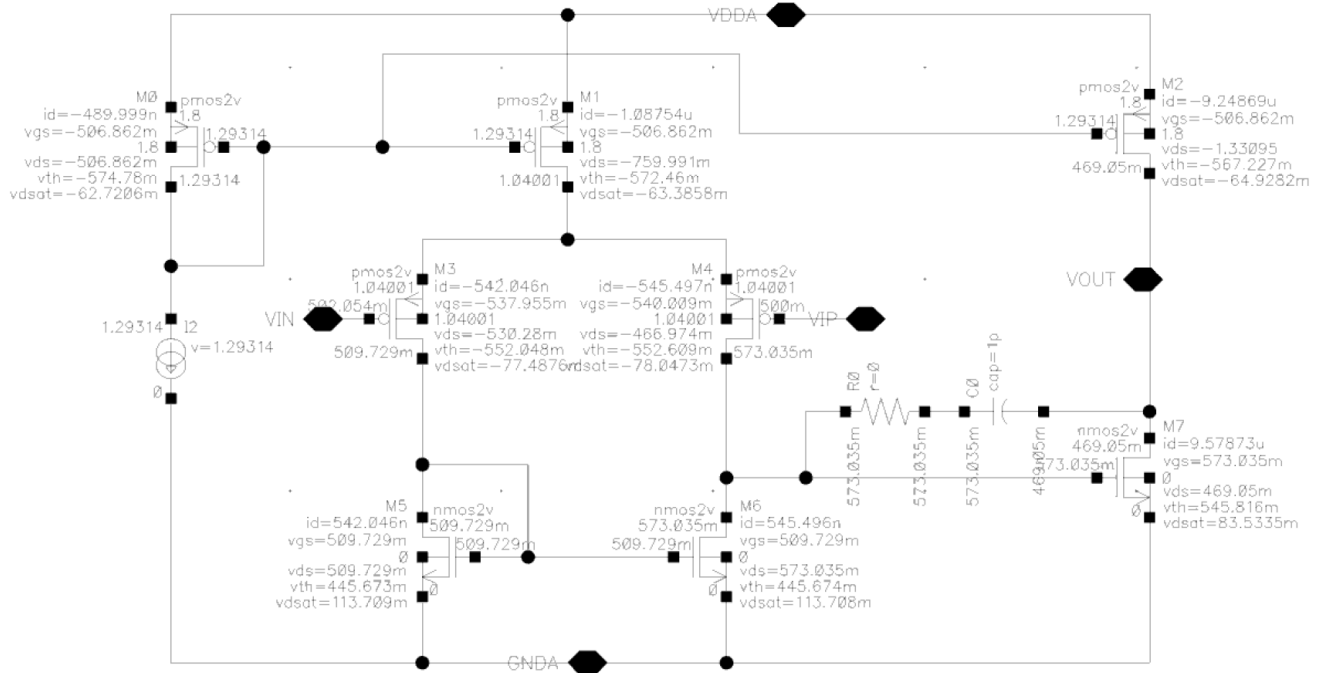 VDDA
M0
pmos2v
id=-489.999n
1.8
vgs=-506.862m
1.29314
1.8
vds=-506.862m
vth=-574.78m
1.29314
vdsat=-62.7206m
M1
pmos2v
id=-1.08754u
1.8
vgs=-506.862m
1.29314
1.8
vds=-759.991m
vth=-572.46m
1.04001
vdsat=-63.3858m
M2
pmos2v
id=-9.24869u
1.8
vgs=-506.862m
1.29314
1.8
vds=-1.33095
469.05m
vth=-567.227m
vdsat=-64.9282m
M3
pmos2v
1.04001
id=-542.046n
vgs=-537.955m
502.054m
VIN
1.04001
vds=-530.28m
509.729m
vth=-552.048m
vdsat=-77.4876m
M4
pmos2v
1.04001
id=-545.497n
vgs=-540.009m
500m
VIP
1.04001
vds=-466.974m
573.035m
vth=-552.609m
vdsat=-78.0473m
VOUT
1.29314
I2
v=1.29314
0
R0
r=0
573.035m
573.035m
C0
cap=1p
573.035m
469.05m
M7
nmos2v
469.05m
id=9.57873u
573.035m
vgs=573.035m
0
vds=469.05m
0
vth=545.816m
vdsat=83.5335m
M5
nmos2v
id=542.046n
509.729m
vgs=509.729m
509.729m
0
vds=509.729m
vth=445.673m
0
vdsat=113.709m
M6
nmos2v
573.035m
id=545.496n
509.729m
vgs=509.729m
0
vds=573.035m
0
vth=445.674m
vdsat=113.708m
GNDA